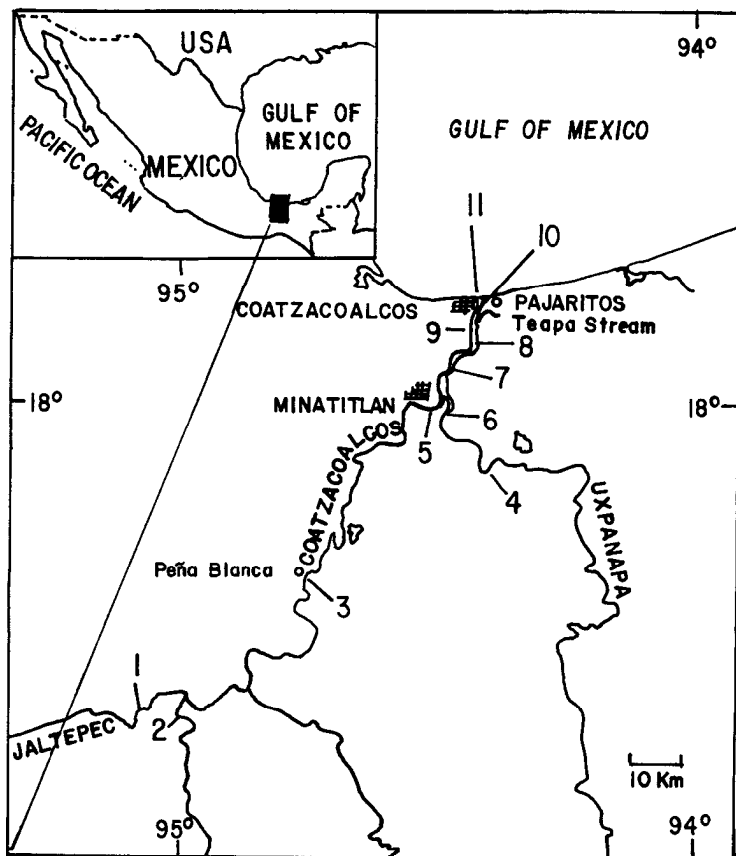 USA
GULF OF
MEXICO
PACIFIC OCEAN
MEXICO
94°
GULF OF MEXICO
95°
11
10
COATZACOALCOS
PAJARITOS
Teapa Stream
9
8
7
18°
MINATITLAN
18°
6
5
4
COATZACOALCOS
UXPANAPA
Peña Blanca
3
1
2
JALTEPEC
10 Km
95°
94°